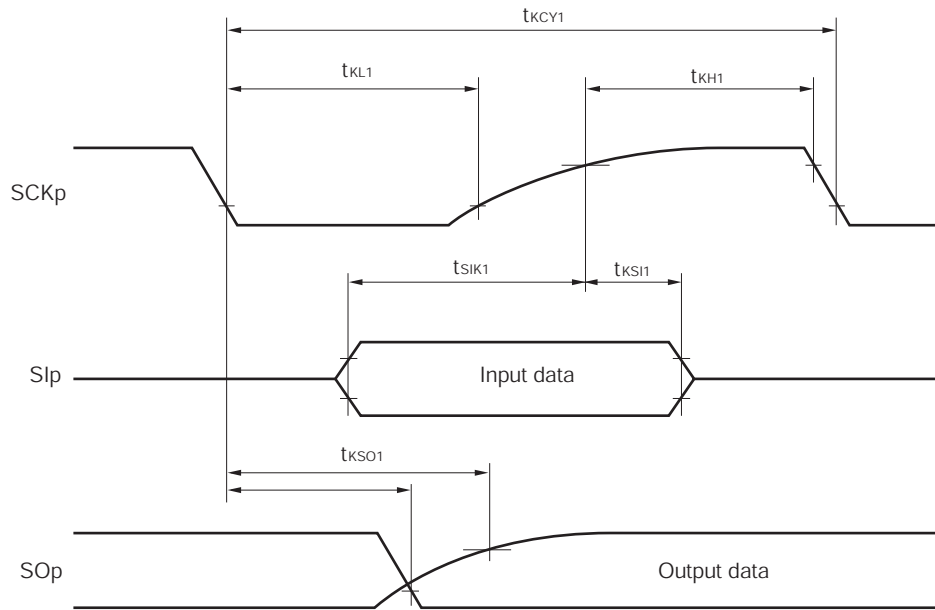 tKCY1
tKL1
tKH1
SCKp
tSIK1
tKSI1
SIp
Input data
tKSO1
SOp
Output data